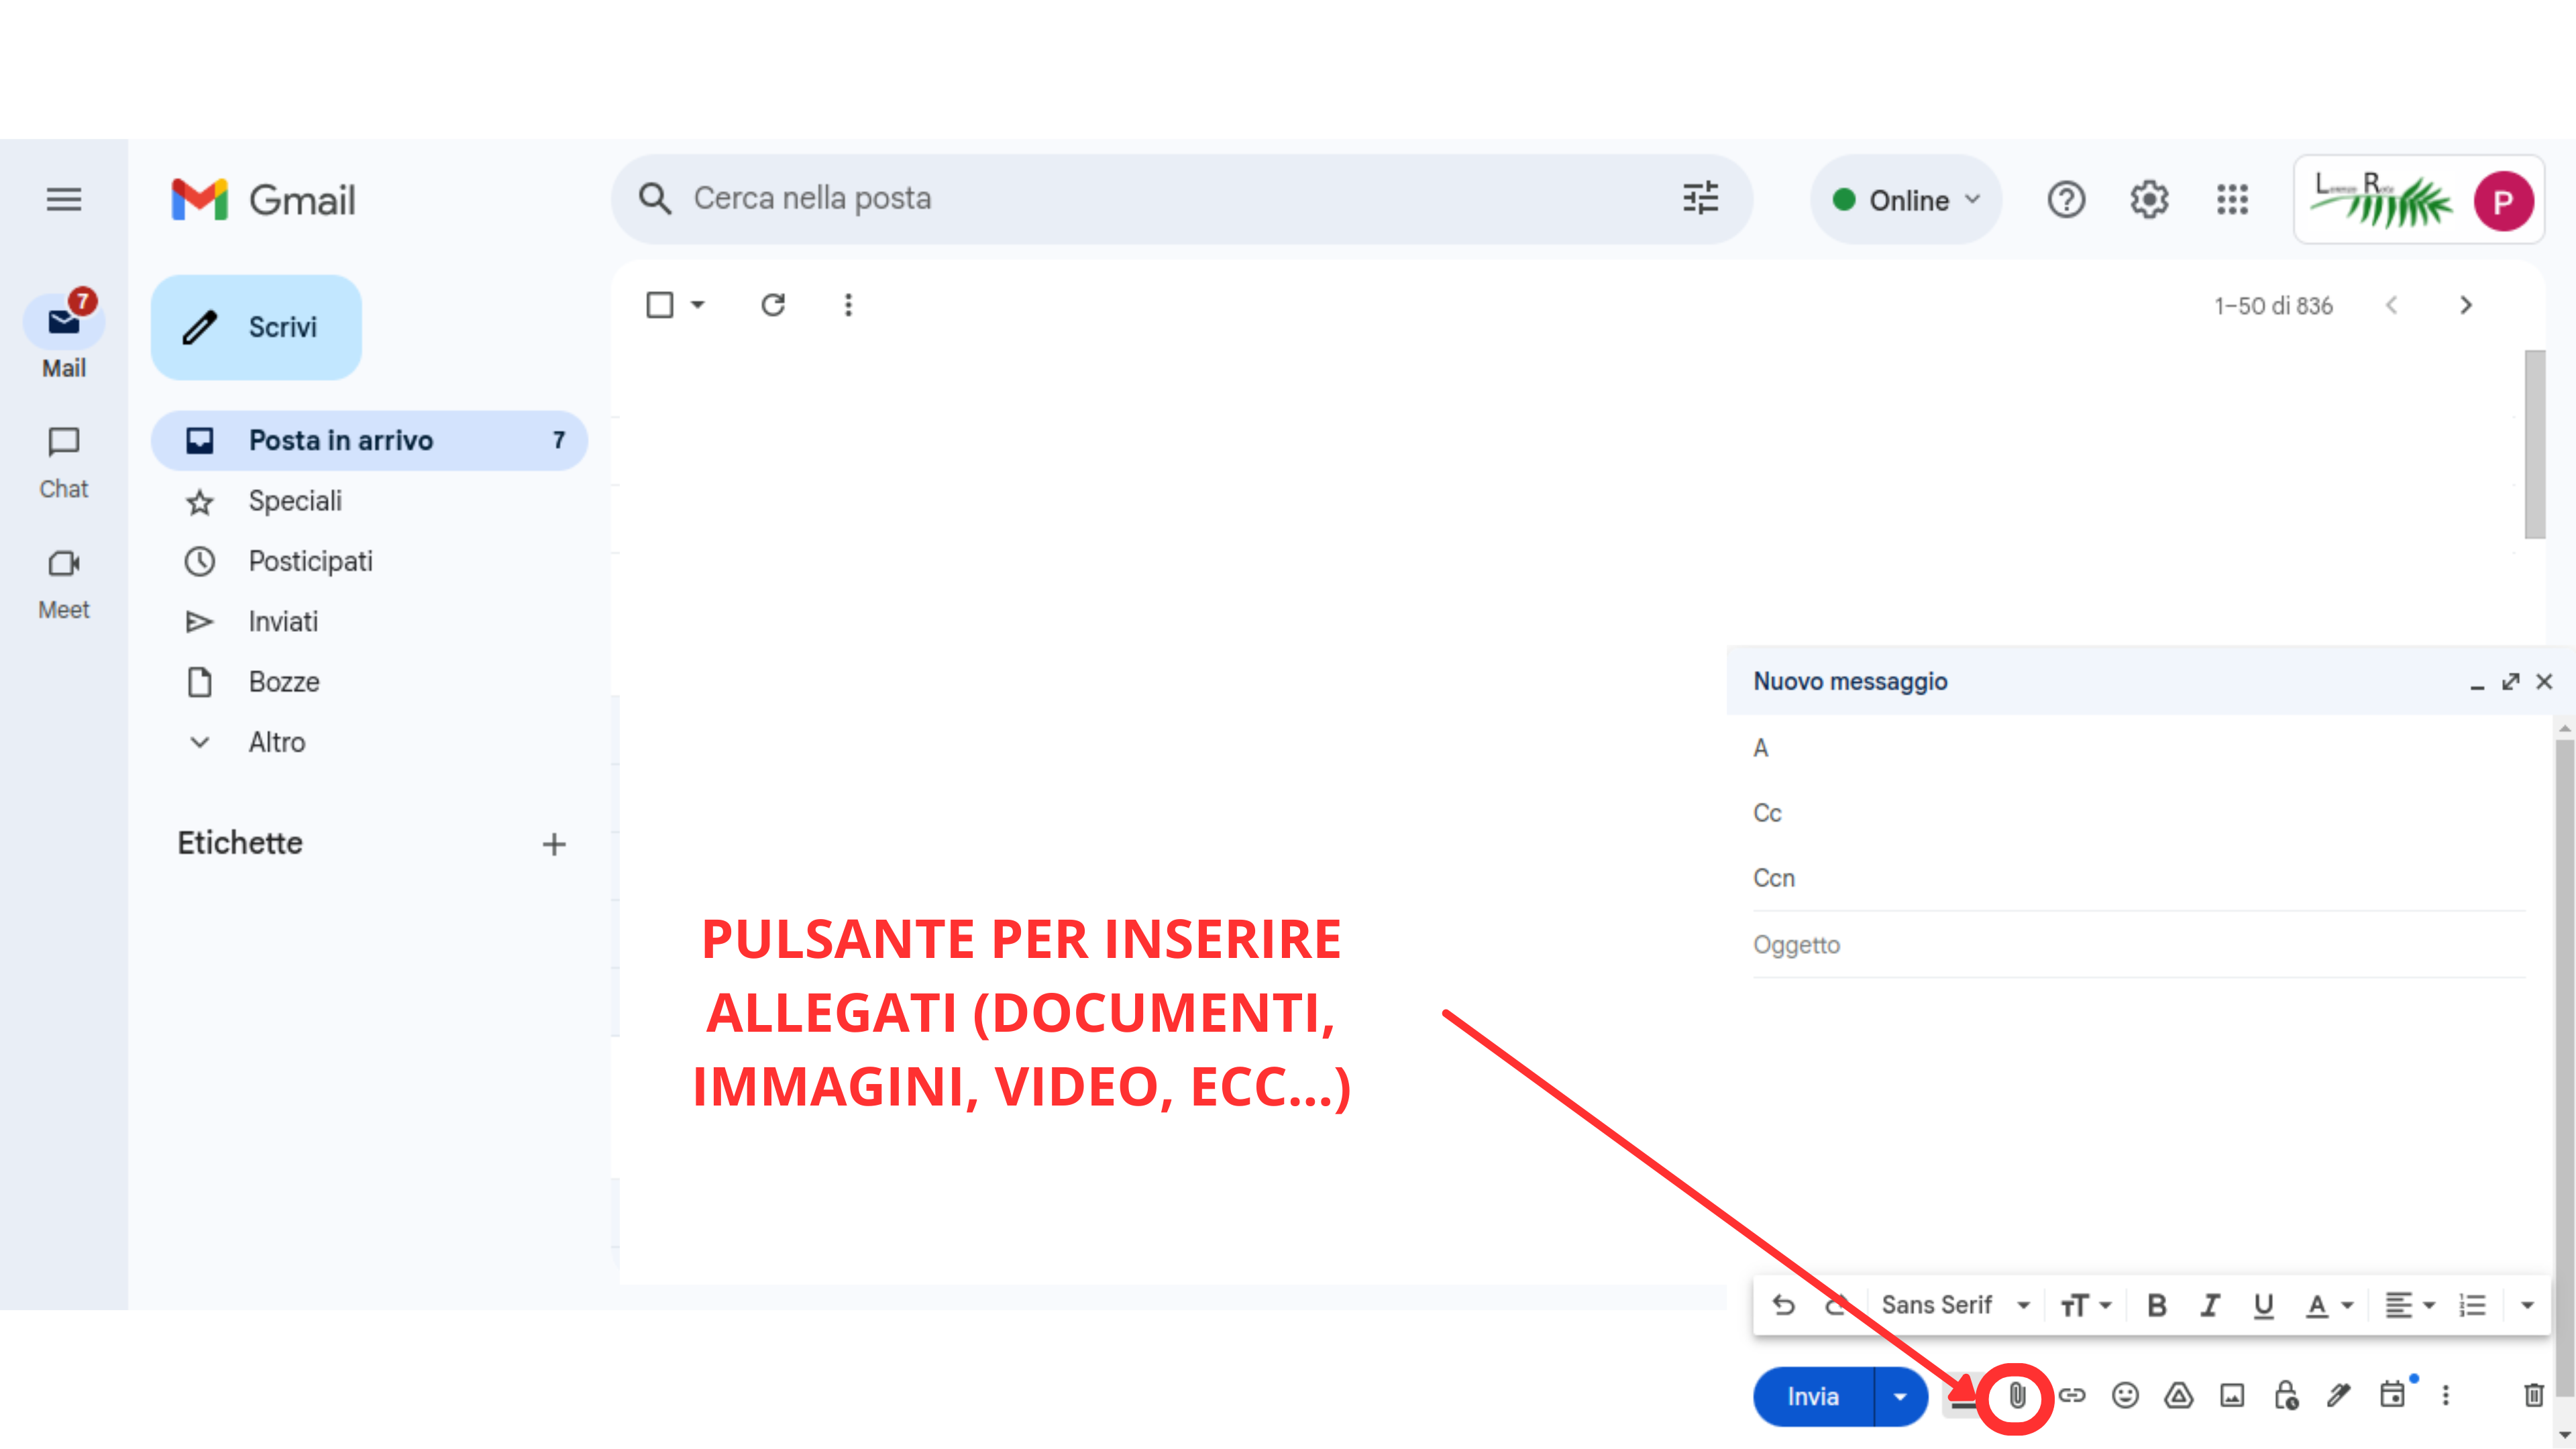 Gmail
Cerca nella posta
Online
L R
P
7
Mail
Scrivi
1–50 di 836
Posta in arrivo 7
Chat
Speciali
Posticipati
Meet
Inviati
Bozze
Altro
Etichette
Nuovo messaggio
A
Cc
Ccn
Oggetto
PULSANTE PER INSERIRE
ALLEGATI (DOCUMENTI,
IMMAGINI, VIDEO, ECC...)
Sans Serif
Invia